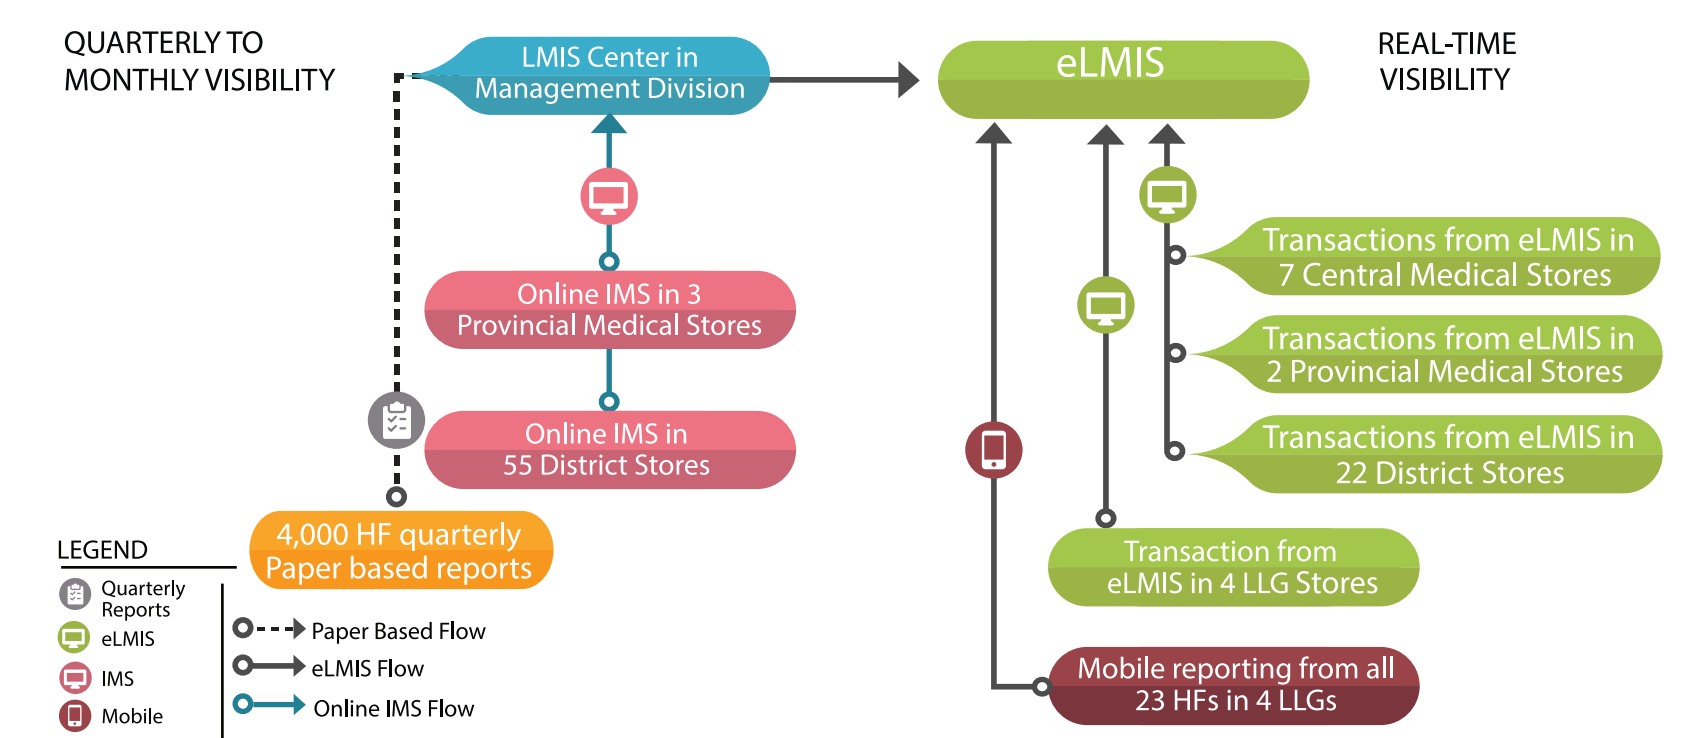 QUARTERLY TO
MONTHLY VISIBILITY
LMIS Center in
Management Division
eLMIS
REAL-TIME
VISIBILITY
Online IMS in 3
Provincial Medical Stores
Online IMS in
55 District Stores
4,000 HF quarterly
Paper based reports
Transactions from eLMIS in
7 Central Medical Stores
Transactions from eLMIS in
2 Provincial Medical Stores
Transactions from eLMIS in
22 District Stores
Transaction from
eLMIS in 4 LLG Stores
Mobile reporting from all
23 HFs in 4 LLGs
LEGEND
Quarterly
Reports
eLMIS
IMS
Mobile
Paper Based Flow
eLMIS Flow
Online IMS Flow